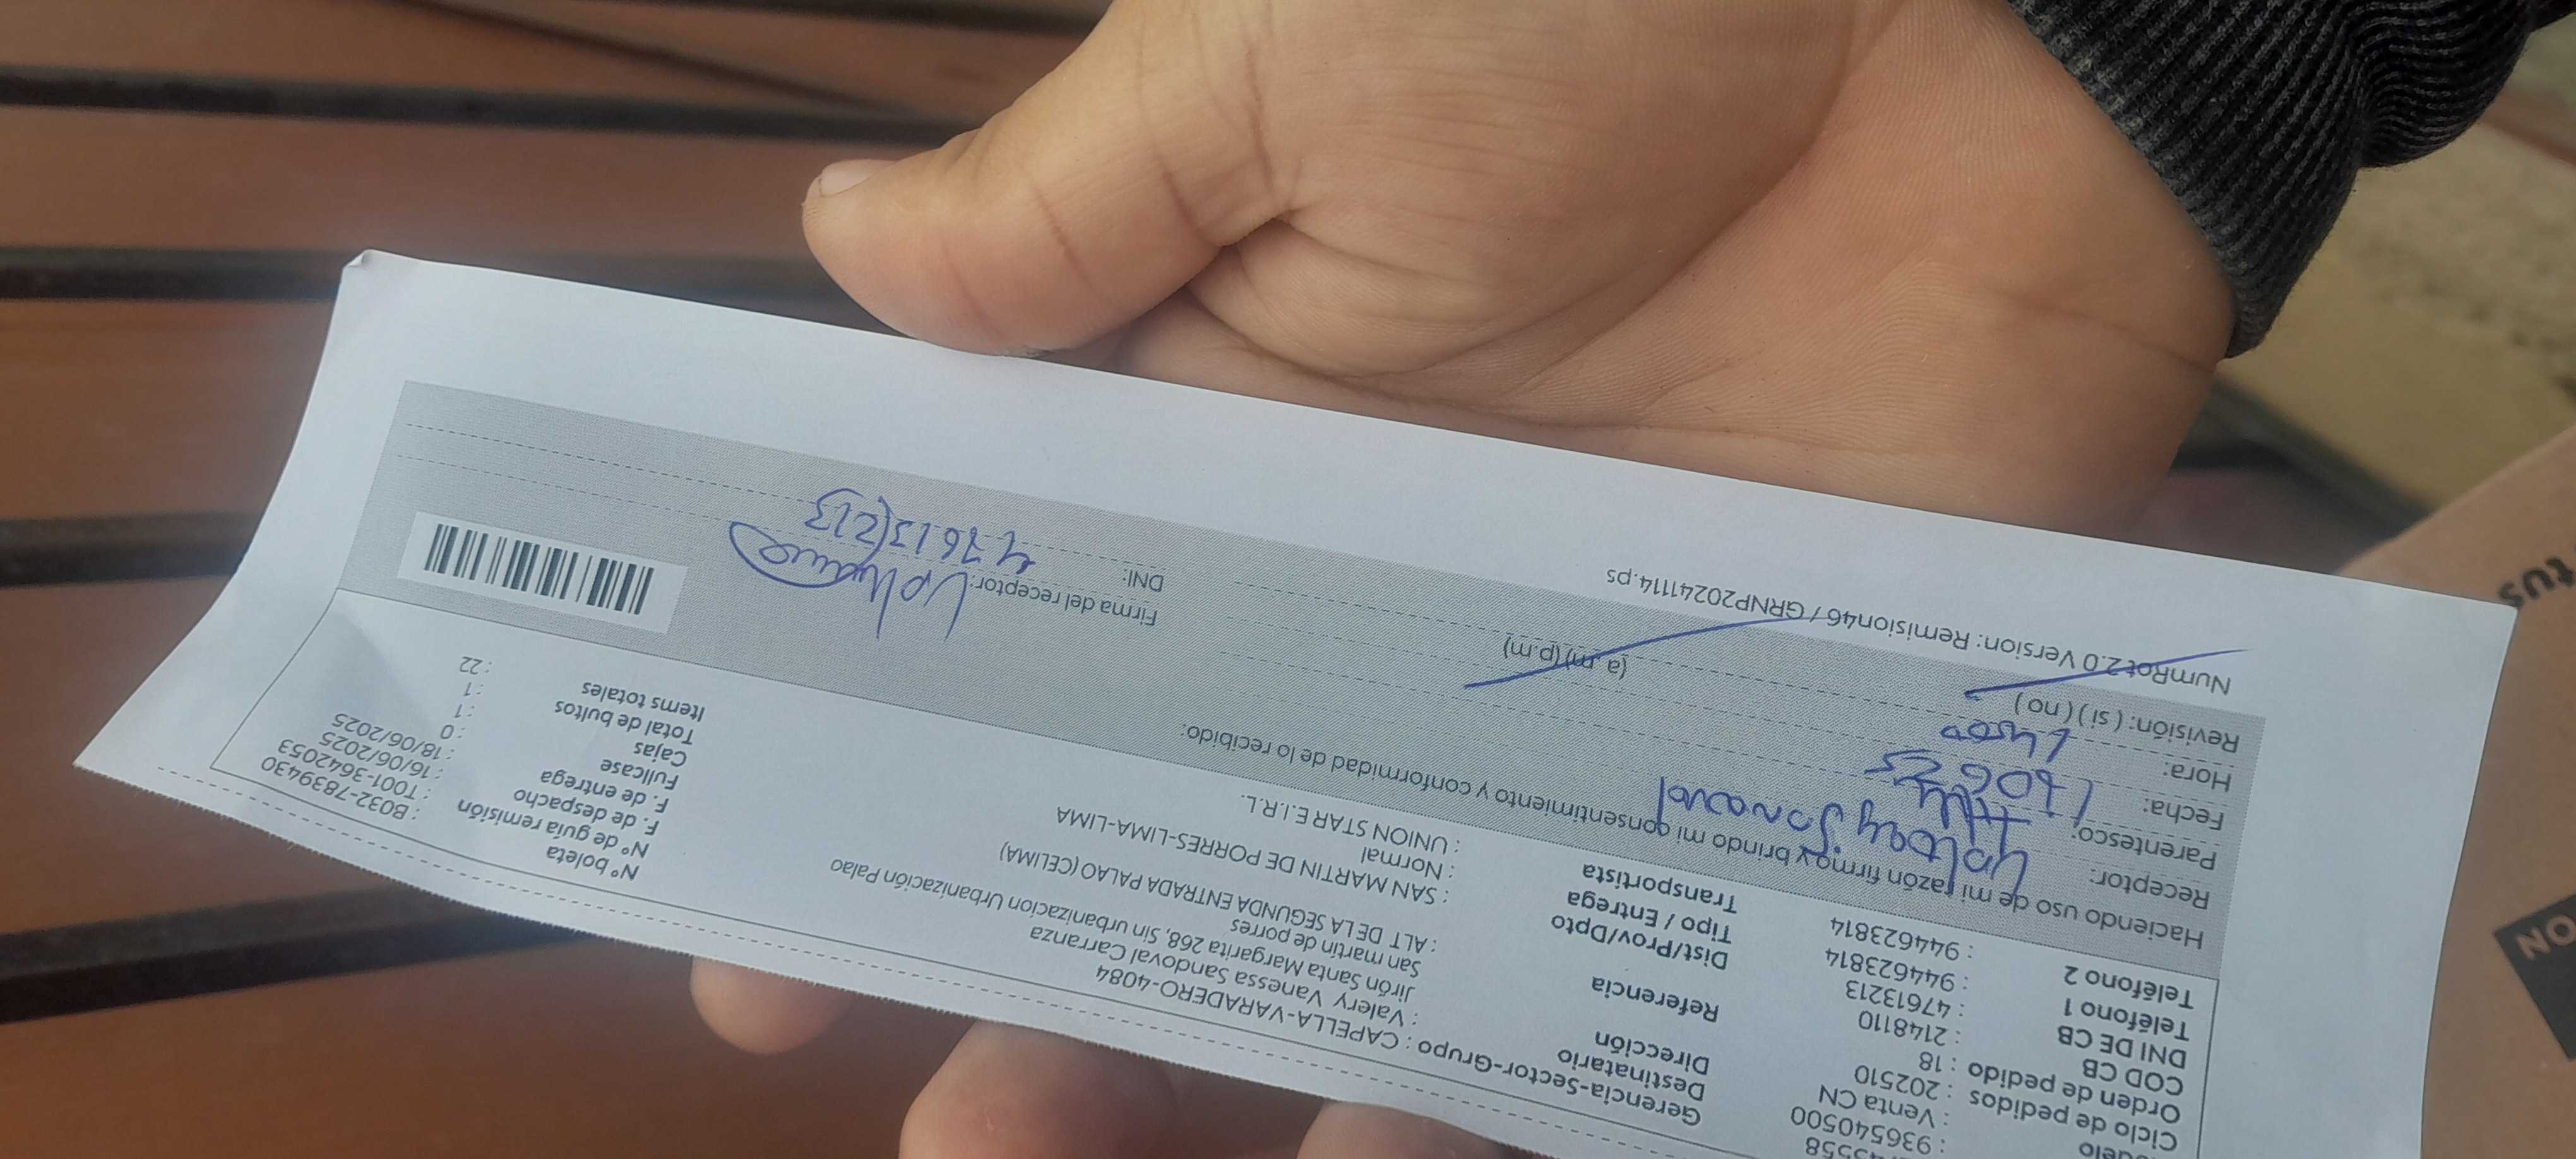 : 936540500
: Venta CN
Ciclo de pedidos : 202510
Orden de pedido : 18
COD CB : 2148110
DNI DE CB : 47613213
Teléfono 1 : 944623814
Teléfono 2 : 944623814
Gerencia-Sector-Grupo : CAPELLA-VARADERO-4084
Destinatario : Valery Vanessa Sandoval Carranza
Dirección : Jirón Santa Margarita 268, Sin urbanizacion Urbanización Palao
San martin de porres
Referencia : ALT DE LA SEGUNDA ENTRADA PALAO (CELIMA)
Dist/Prov/Dpto : SAN MARTIN DE PORRES-LIMA-LIMA
Tipo / Entrega : Normal
Transportista : UNION STAR E.I.R.L.
N° boleta : B032-7839430
N° de guía remisión : T001-3642053
F. de despacho : 16/06/2025
F. de entrega : 18/06/2025
Fullcase : 0
Cajas : 1
Total de bultos : 1
Items totales : 22
Haciendo uso de mi razón firmo y brindo mi consentimiento y conformidad de lo recibido:
Receptor:
Parentesco:
Fecha:
Hora:
(a.m) (p.m)
Revisión: ( si ) ( no )
Firma del receptor:
DNI: 47613213
NumRot2.0 Version: Remision46 / GRNP20241114.ps
tus
ON